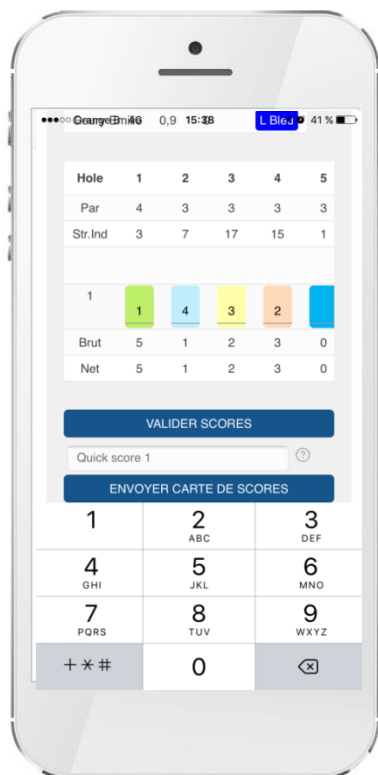 4G 0,9 15:38 L Bleu 41 %
Hole 1 2 3 4 5
Par 4 3 3 3 3
Str.Ind 3 7 17 15 1
1 1 4 3 2
Brut 5 1 2 3 0
Net 5 1 2 3 0
VALIDER SCORES
Quick score 1 ?
ENVOYER CARTE DE SCORES
1 2 3
ABC DEF
4 5 6
GHI JKL MNO
7 8 9
PQRS TUV WXYZ
+*# 0